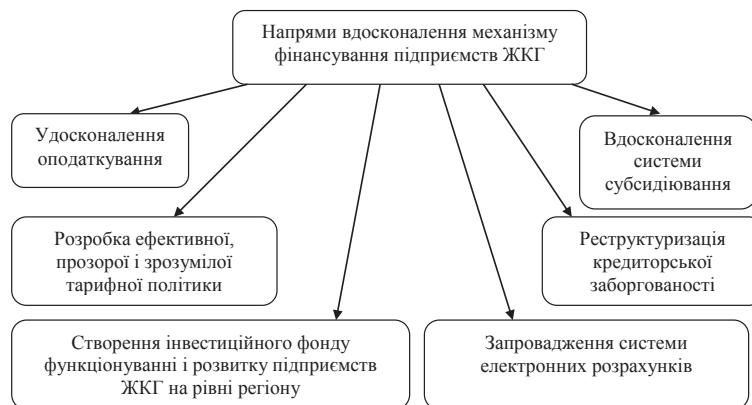 Напрями вдосконалення механізму
фінансування підприємств ЖКГ
Удосконалення
оподаткування
Вдосконалення
системи
субсидіювання
Розробка ефективної,
прозорої і зрозумілої
тарифної політики
Реструктуризація
кредиторської
заборгованості
Створення інвестиційного фонду
функціонуванні і розвитку підприємств
ЖКГ на рівні регіону
Запровадження системи
електронних розрахунків